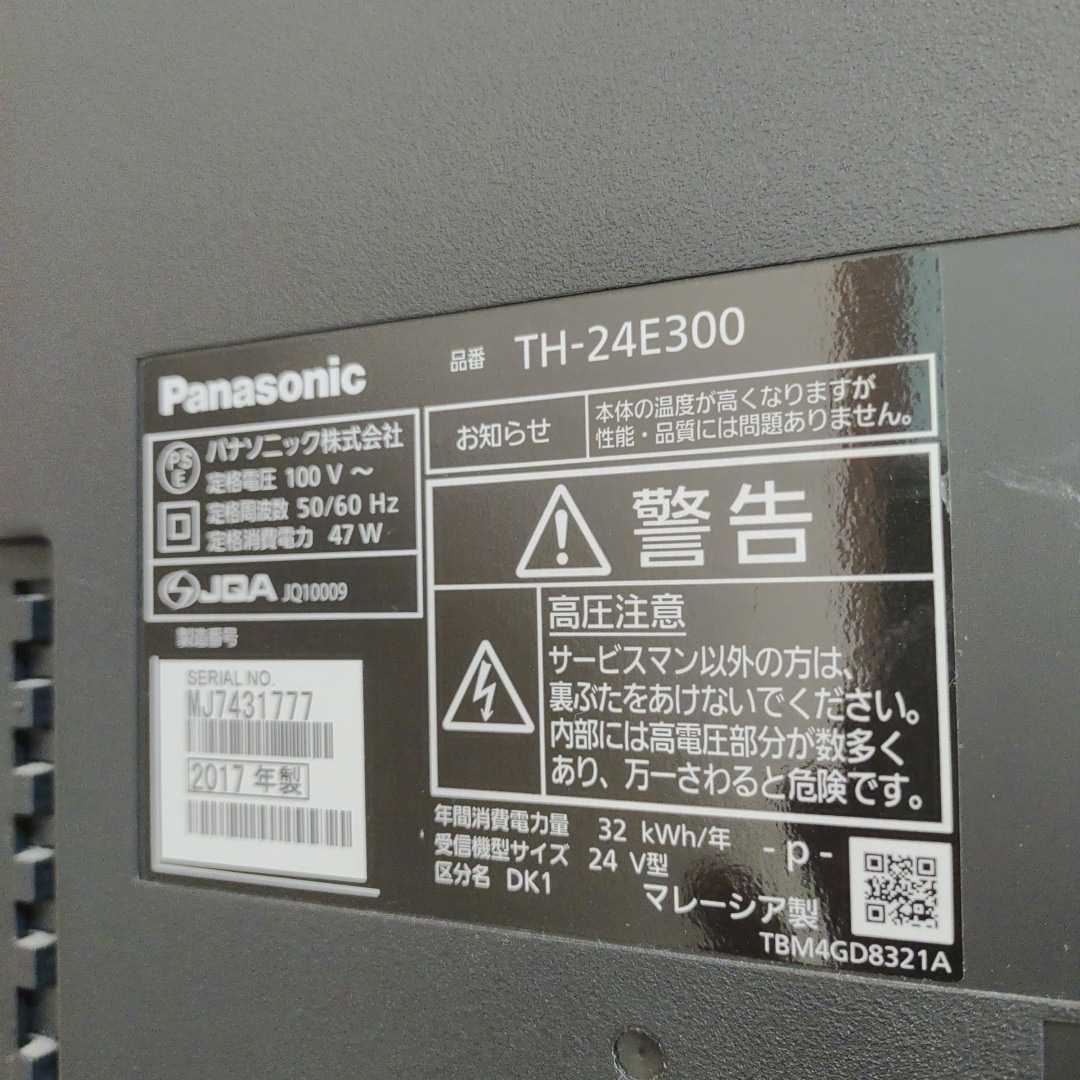 Panasonic
品番 TH-24E300
PS
E
パナソニック株式会社
定格電圧 100 V ～
定格周波数 50/60 Hz
定格消費電力 47 W
JQA JQ10009
お知らせ
本体の温度が高くなりますが
性能・品質には問題ありません。
警告
高圧注意
サービスマン以外の方は、
裏ぶたをあけないでください。
内部には高電圧部分が数多く
あり、万一さわると危険です。
製造番号
SERIAL NO.
MJ7431777
2017 年製
年間消費電力量 32 kWh/年
受信機型サイズ 24 V型
区分名 DK1
- p -
マレーシア製
TBM4GD8321A